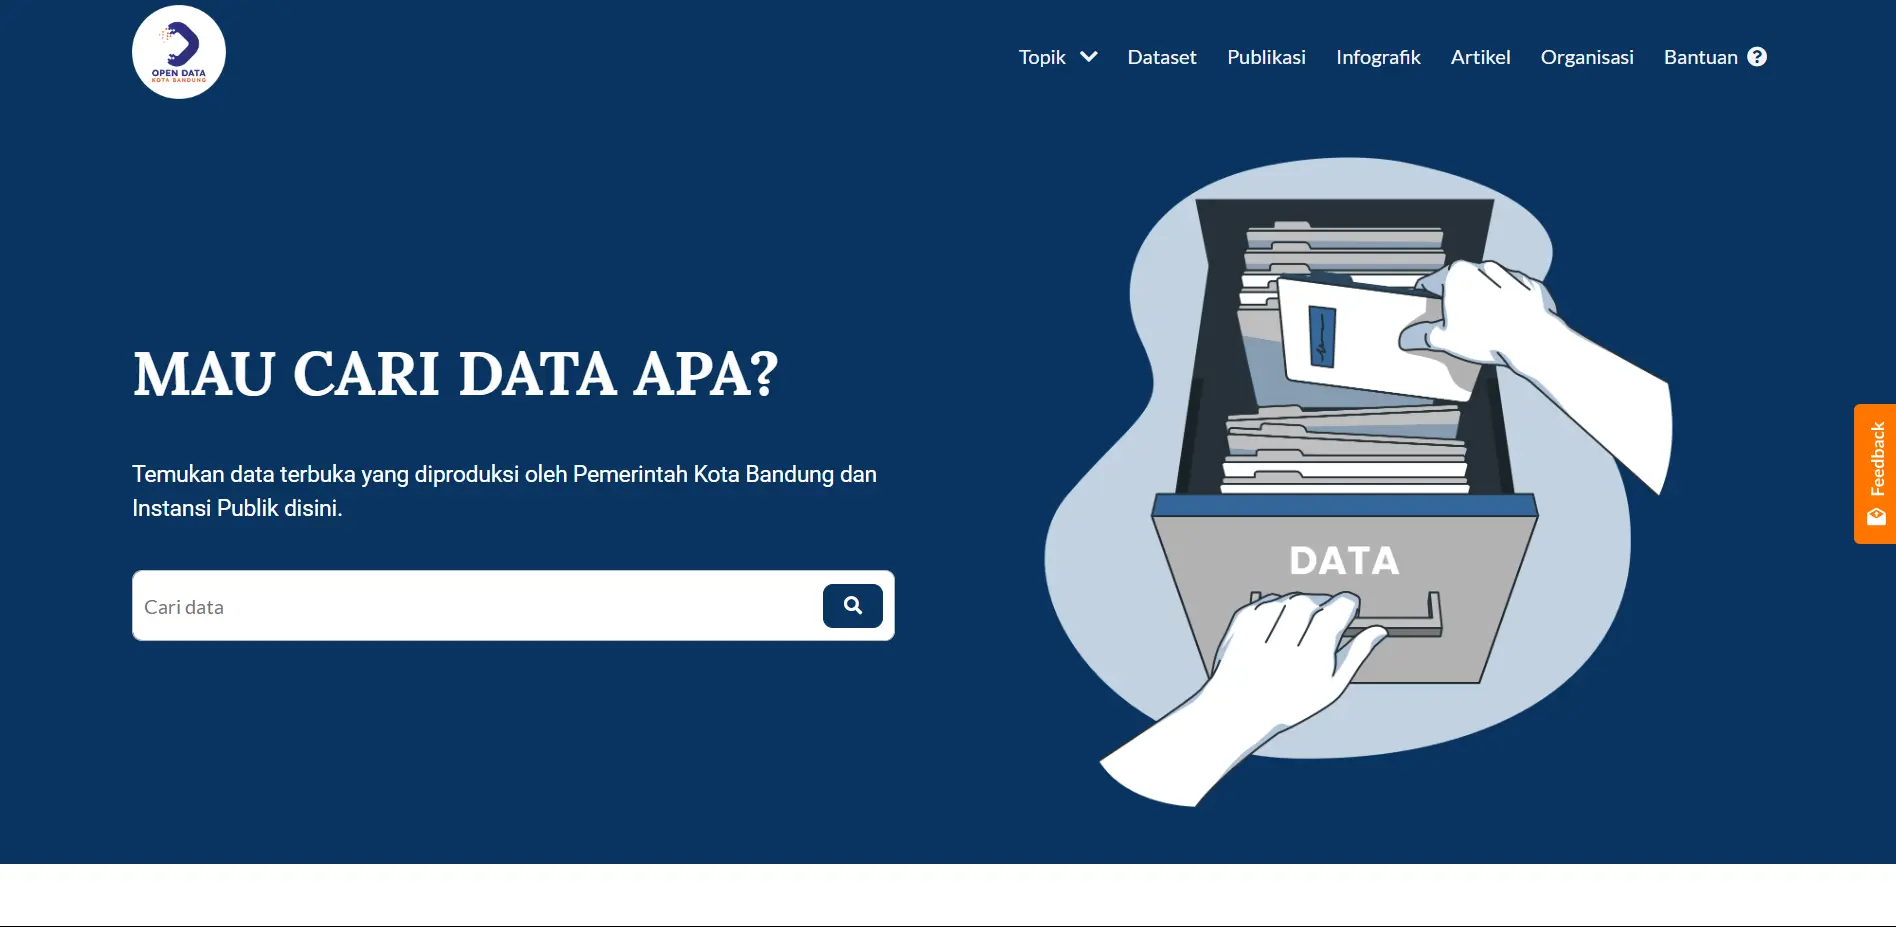 OPEN DATA
KOTA BANDUNG
Topik Dataset Publikasi Infografik Artikel Organisasi Bantuan ?
MAU CARI DATA APA?
Temukan data terbuka yang diproduksi oleh Pemerintah Kota Bandung dan
Instansi Publik disini.
Cari data
DATA
Feedback